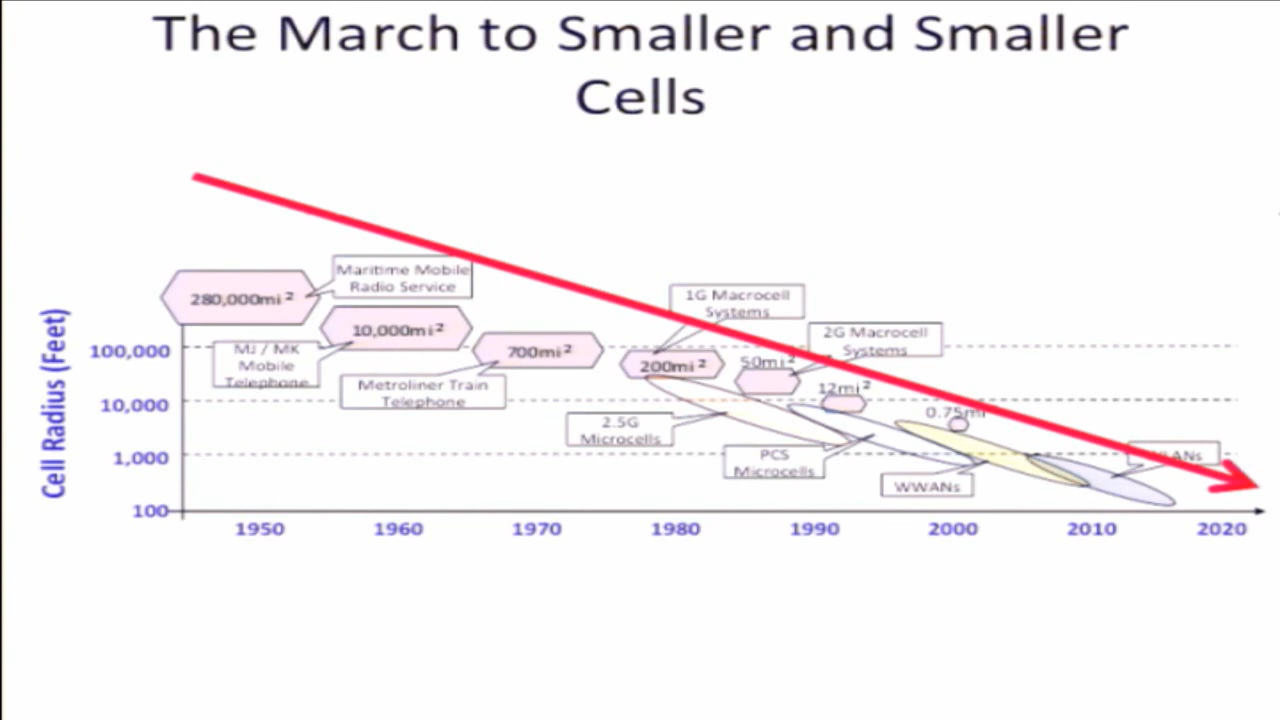 The March to Smaller and Smaller
Cells
Maritime Mobile
Radio Service
280,000mi²
10,000mi²
MJ / MK
Mobile
Telephone
700mi²
Metroliner Train
Telephone
1G Macrocell
Systems
200mi²
2G Macrocell
Systems
50mi²
12mi²
0.75mi
2.5G
Microcells
PCS
Microcells
WWANs
Cell Radius (Feet)
100,000
10,000
1,000
100
1950 1960 1970 1980 1990 2000 2010 2020